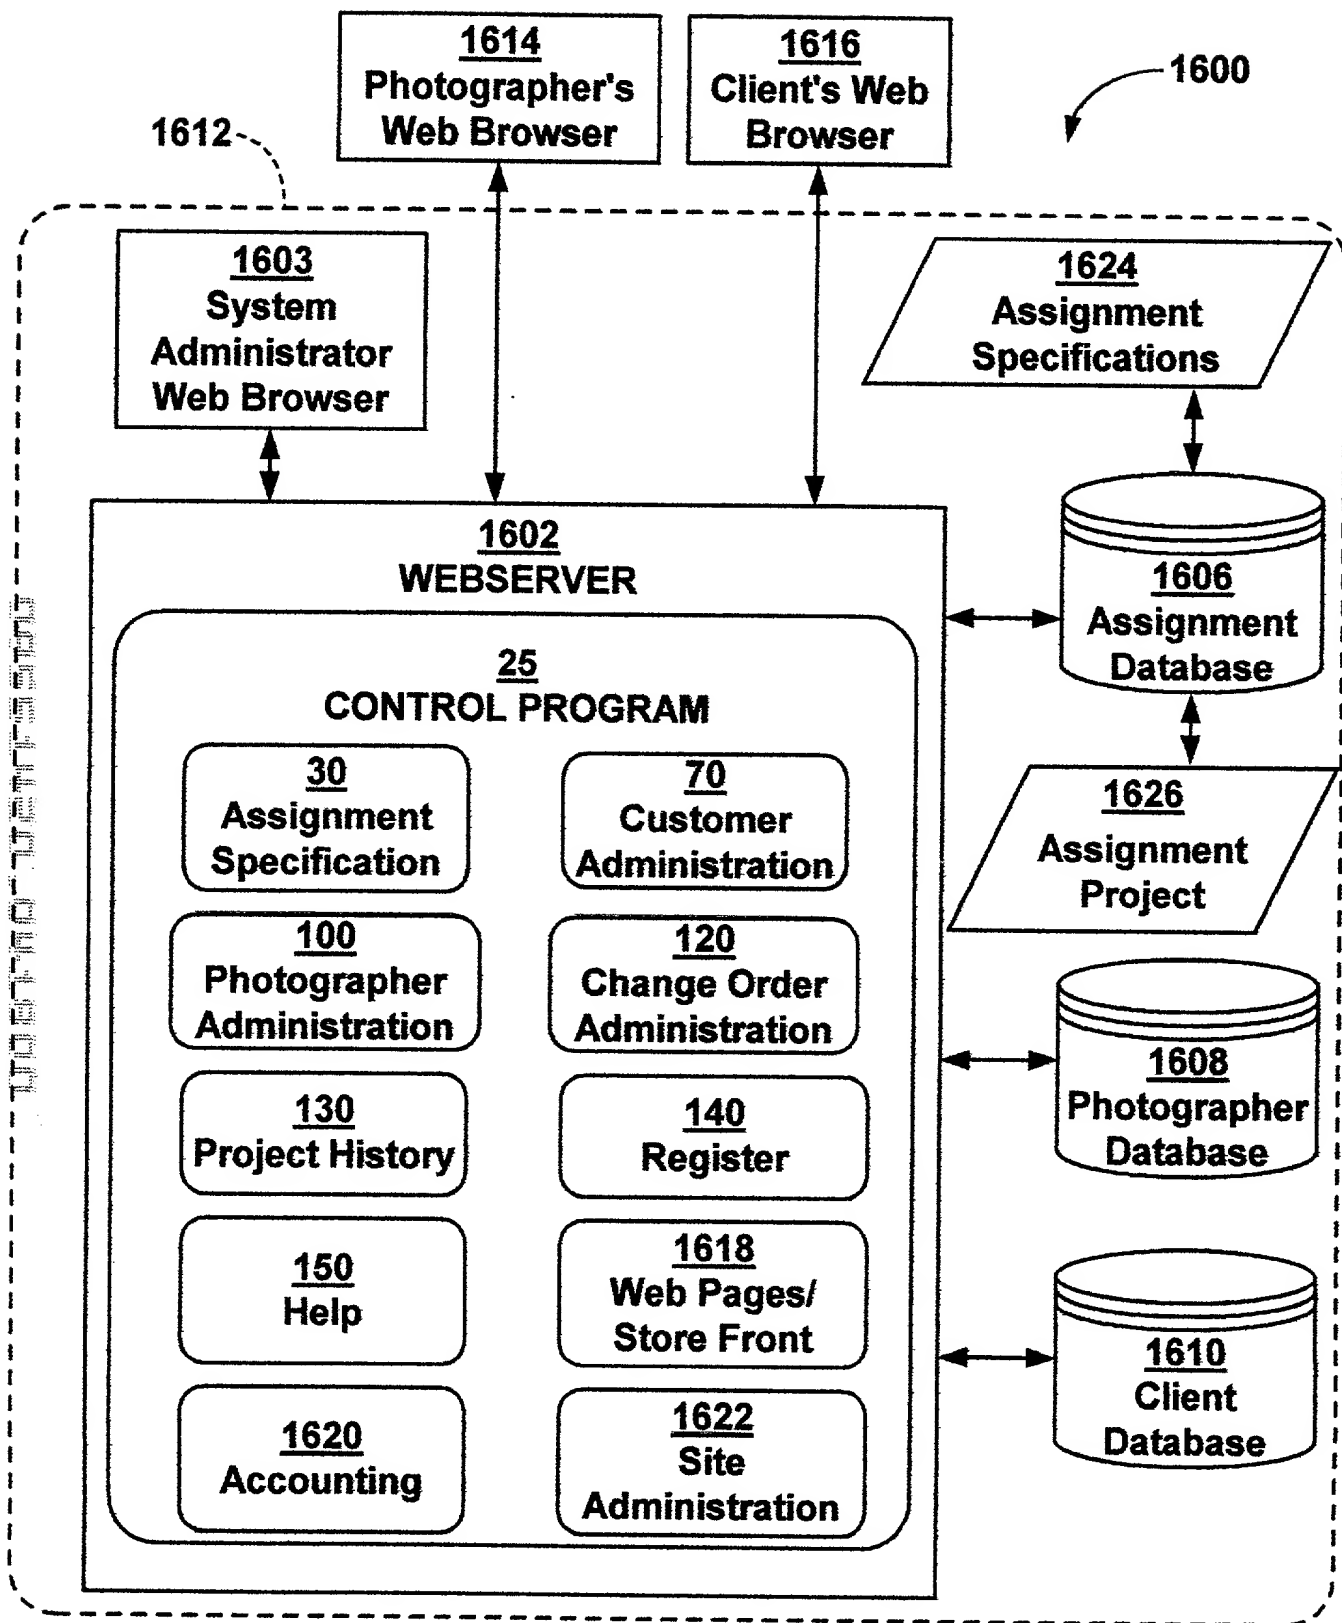 1614
Photographer's
Web Browser
1616
Client's Web
Browser
1600
1612
1603
System
Administrator
Web Browser
1624
Assignment
Specifications
1602
WEBSERVER
1606
Assignment
Database
25
CONTROL PROGRAM
30
Assignment
Specification
70
Customer
Administration
1626
Assignment
Project
100
Photographer
Administration
120
Change Order
Administration
130
Project History
140
Register
1608
Photographer
Database
150
Help
1618
Web Pages/
Store Front
1610
Client
Database
1620
Accounting
1622
Site
Administration